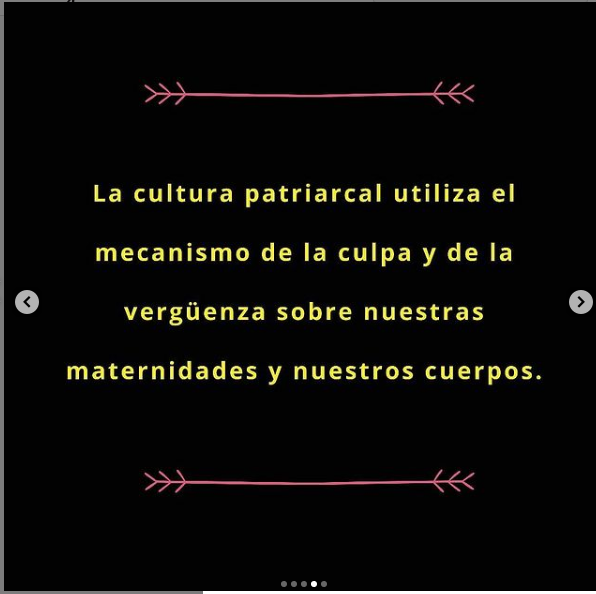 La cultura patriarcal utiliza el
mecanismo de la culpa y de la
vergüenza sobre nuestras
maternidades y nuestros cuerpos.